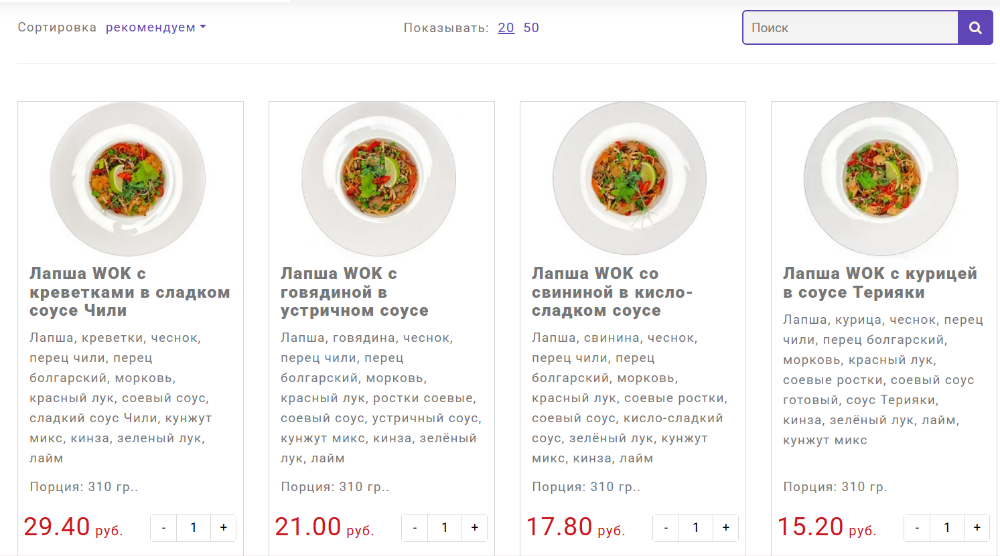 Сортировка рекомендуем
Показывать: 20 50
Поиск
Лапша WOK с
креветками в сладком
соусе Чили
Лапша, креветки, чеснок,
перец чили, перец
болгарский, морковь,
красный лук, соевый соус,
сладкий соус Чили, кунжут
микс, кинза, зеленый лук,
лайм
Порция: 310 гр..
29.40 руб.
- 1 +
Лапша WOK с
говядиной в
устричном соусе
Лапша, говядина, чеснок,
перец чили, перец
болгарский, морковь,
красный лук, ростки соевые,
соевый соус, устричный соус,
кунжут микс, кинза, зелёный
лук, лайм
Порция: 310 гр..
21.00 руб.
- 1 +
Лапша WOK со
свининой в кисло-
сладком соусе
Лапша, свинина, чеснок,
перец чили, перец
болгарский, морковь,
красный лук, соевые ростки,
соевый соус, кисло-сладкий
соус, зелёный лук, кунжут
микс, кинза, лайм
Порция: 310 гр..
17.80 руб.
- 1 +
Лапша WOK с курицей
в соусе Терияки
Лапша, курица, чеснок, перец
чили, перец болгарский,
морковь, красный лук,
соевые ростки, соевый соус
готовый, соус Терияки,
кинза, зелёный лук, лайм,
кунжут микс
Порция: 310 гр.
15.20 руб.
- 1 +